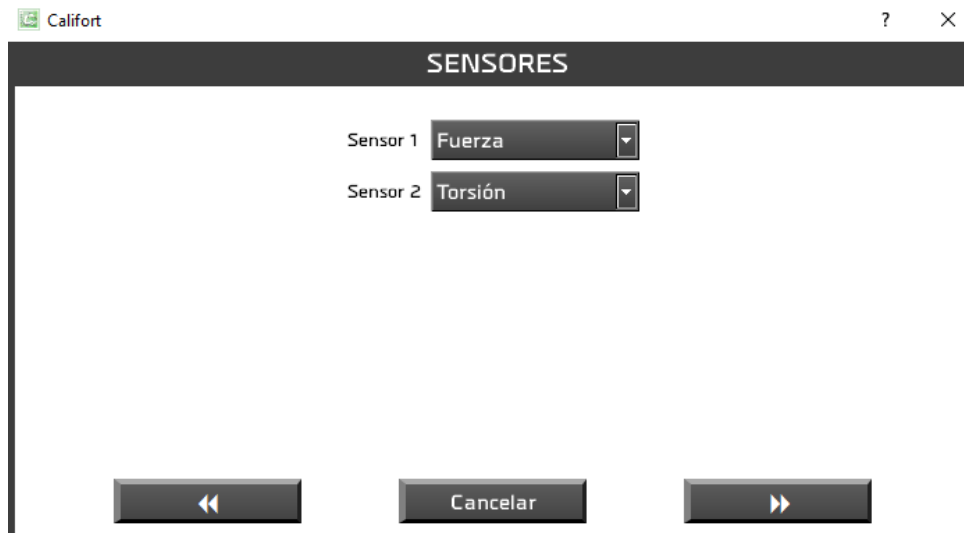 Califort ?
SENSORES
Sensor 1 Fuerza
Sensor 2 Torsión
Cancelar